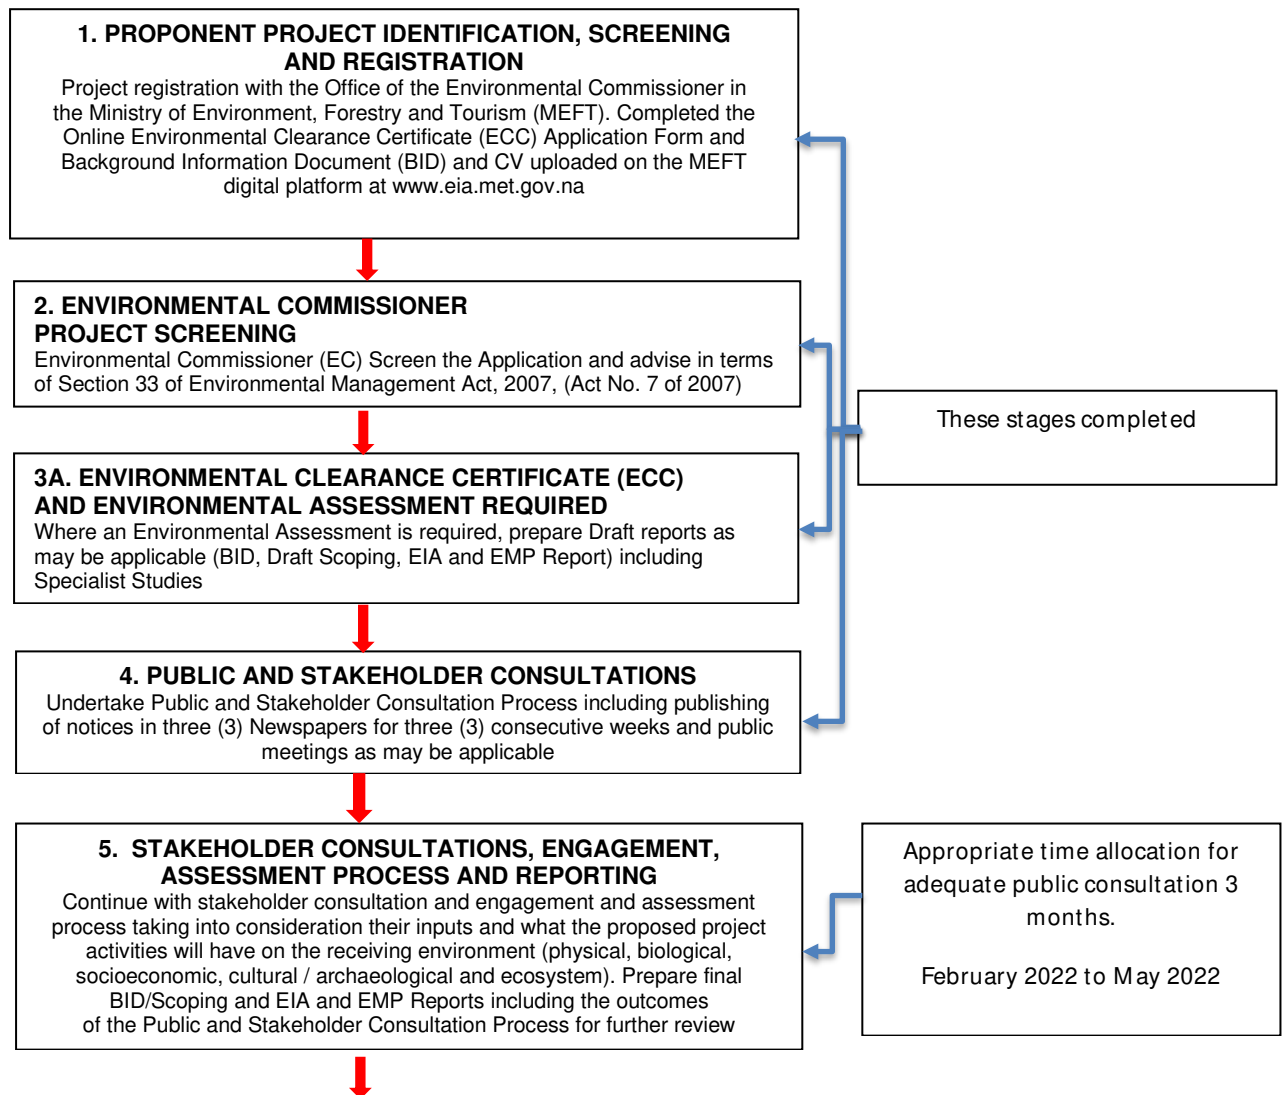 1. PROPONENT PROJECT IDENTIFICATION, SCREENING
AND REGISTRATION
Project registration with the Office of the Environmental Commissioner in
the Ministry of Environment, Forestry and Tourism (MEFT). Completed the
Online Environmental Clearance Certificate (ECC) Application Form and
Background Information Document (BID) and CV uploaded on the MEFT
digital platform at www.eia.met.gov.na
2. ENVIRONMENTAL COMMISSIONER
PROJECT SCREENING
Environmental Commissioner (EC) Screen the Application and advise in terms
of Section 33 of Environmental Management Act, 2007, (Act No. 7 of 2007)
These stages completed
3A. ENVIRONMENTAL CLEARANCE CERTIFICATE (ECC)
AND ENVIRONMENTAL ASSESSMENT REQUIRED
Where an Environmental Assessment is required, prepare Draft reports as
may be applicable (BID, Draft Scoping, EIA and EMP Report) including
Specialist Studies
4. PUBLIC AND STAKEHOLDER CONSULTATIONS
Undertake Public and Stakeholder Consultation Process including publishing
of notices in three (3) Newspapers for three (3) consecutive weeks and public
meetings as may be applicable
5. STAKEHOLDER CONSULTATIONS, ENGAGEMENT,
ASSESSMENT PROCESS AND REPORTING
Continue with stakeholder consultation and engagement and assessment
process taking into consideration their inputs and what the proposed project
activities will have on the receiving environment (physical, biological,
socioeconomic, cultural / archaeological and ecosystem). Prepare final
BID/Scoping and EIA and EMP Reports including the outcomes
of the Public and Stakeholder Consultation Process for further review
Appropriate time allocation for
adequate public consultation 3
months.
February 2022 to May 2022